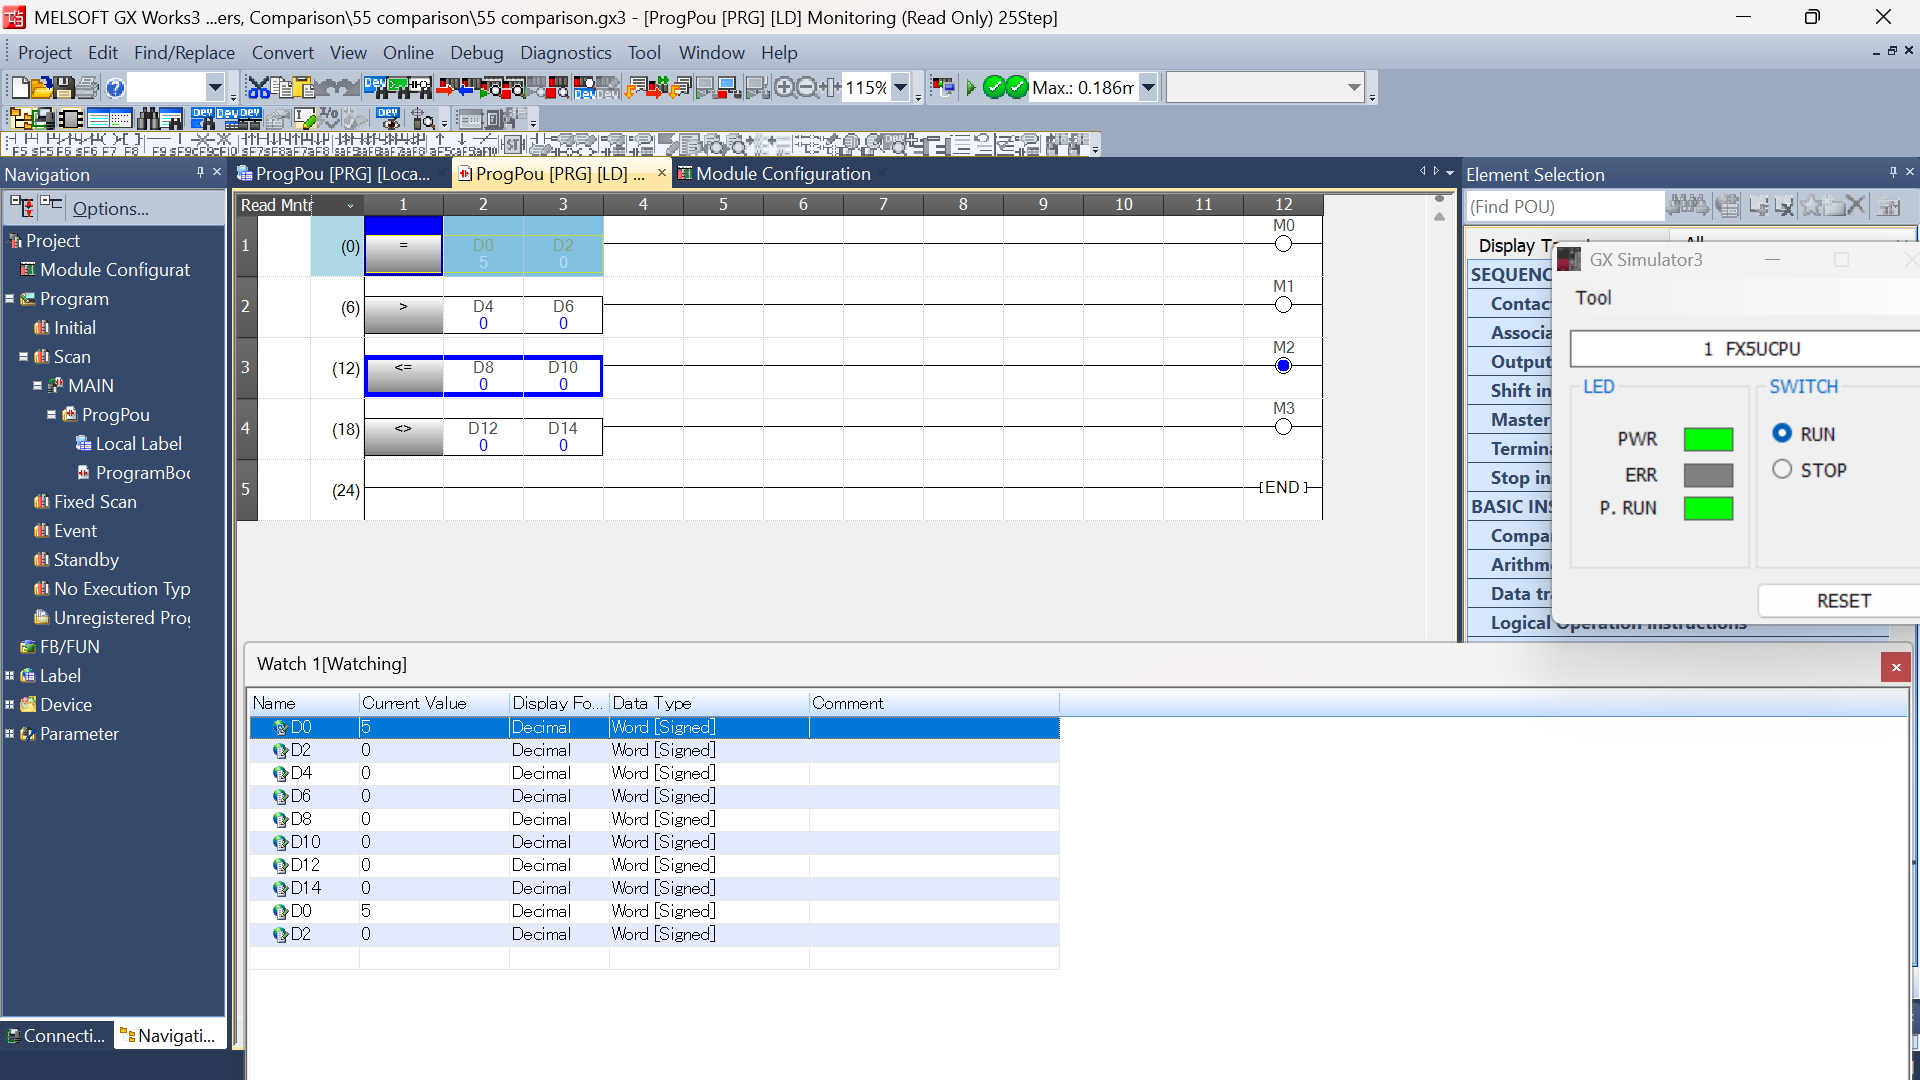 MELSOFT GX Works3 ...ers, Comparison\55 comparison\55 comparison.gx3 - [ProgPou [PRG] [LD] Monitoring (Read Only) 25Step]
Project Edit Find/Replace Convert View Online Debug Diagnostics Tool Window Help
115% Max.: 0.186m
Navigation
Options...
Project
Module Configurat
Program
Initial
Scan
MAIN
ProgPou
Local Label
ProgramBo
Fixed Scan
Event
Standby
No Execution Typ
Unregistered Pro
FB/FUN
Label
Device
Parameter
Connecti... Navigati...
ProgPou [PRG] [Loca... ProgPou [PRG] [LD] ... Module Configuration
Read Mntr 1 2 3 4 5 6 7 8 9 10 11 12
M0
1 (0) = D0 D2
5 0
M1
2 (6) > D4 D6
0 0
M2
3 (12) <= D8 D10
0 0
M3
4 (18) <> D12 D14
0 0
5 (24) [END]
Element Selection
(Find POU)
Display All
SEQUENC
Contac
Associa
Output
Shift in
Master
Termina
Stop in
BASIC INS
Compa
Arithm
Data tr
Logical Operation Instructions
GX Simulator3
Tool
1 FX5UCPU
LED SWITCH
PWR RUN
ERR STOP
P. RUN
RESET
Watch 1[Watching]
Name Current Value Display Fo... Data Type Comment
D0 5 Decimal Word [Signed]
D2 0 Decimal Word [Signed]
D4 0 Decimal Word [Signed]
D6 0 Decimal Word [Signed]
D8 0 Decimal Word [Signed]
D10 0 Decimal Word [Signed]
D12 0 Decimal Word [Signed]
D14 0 Decimal Word [Signed]
D0 5 Decimal Word [Signed]
D2 0 Decimal Word [Signed]